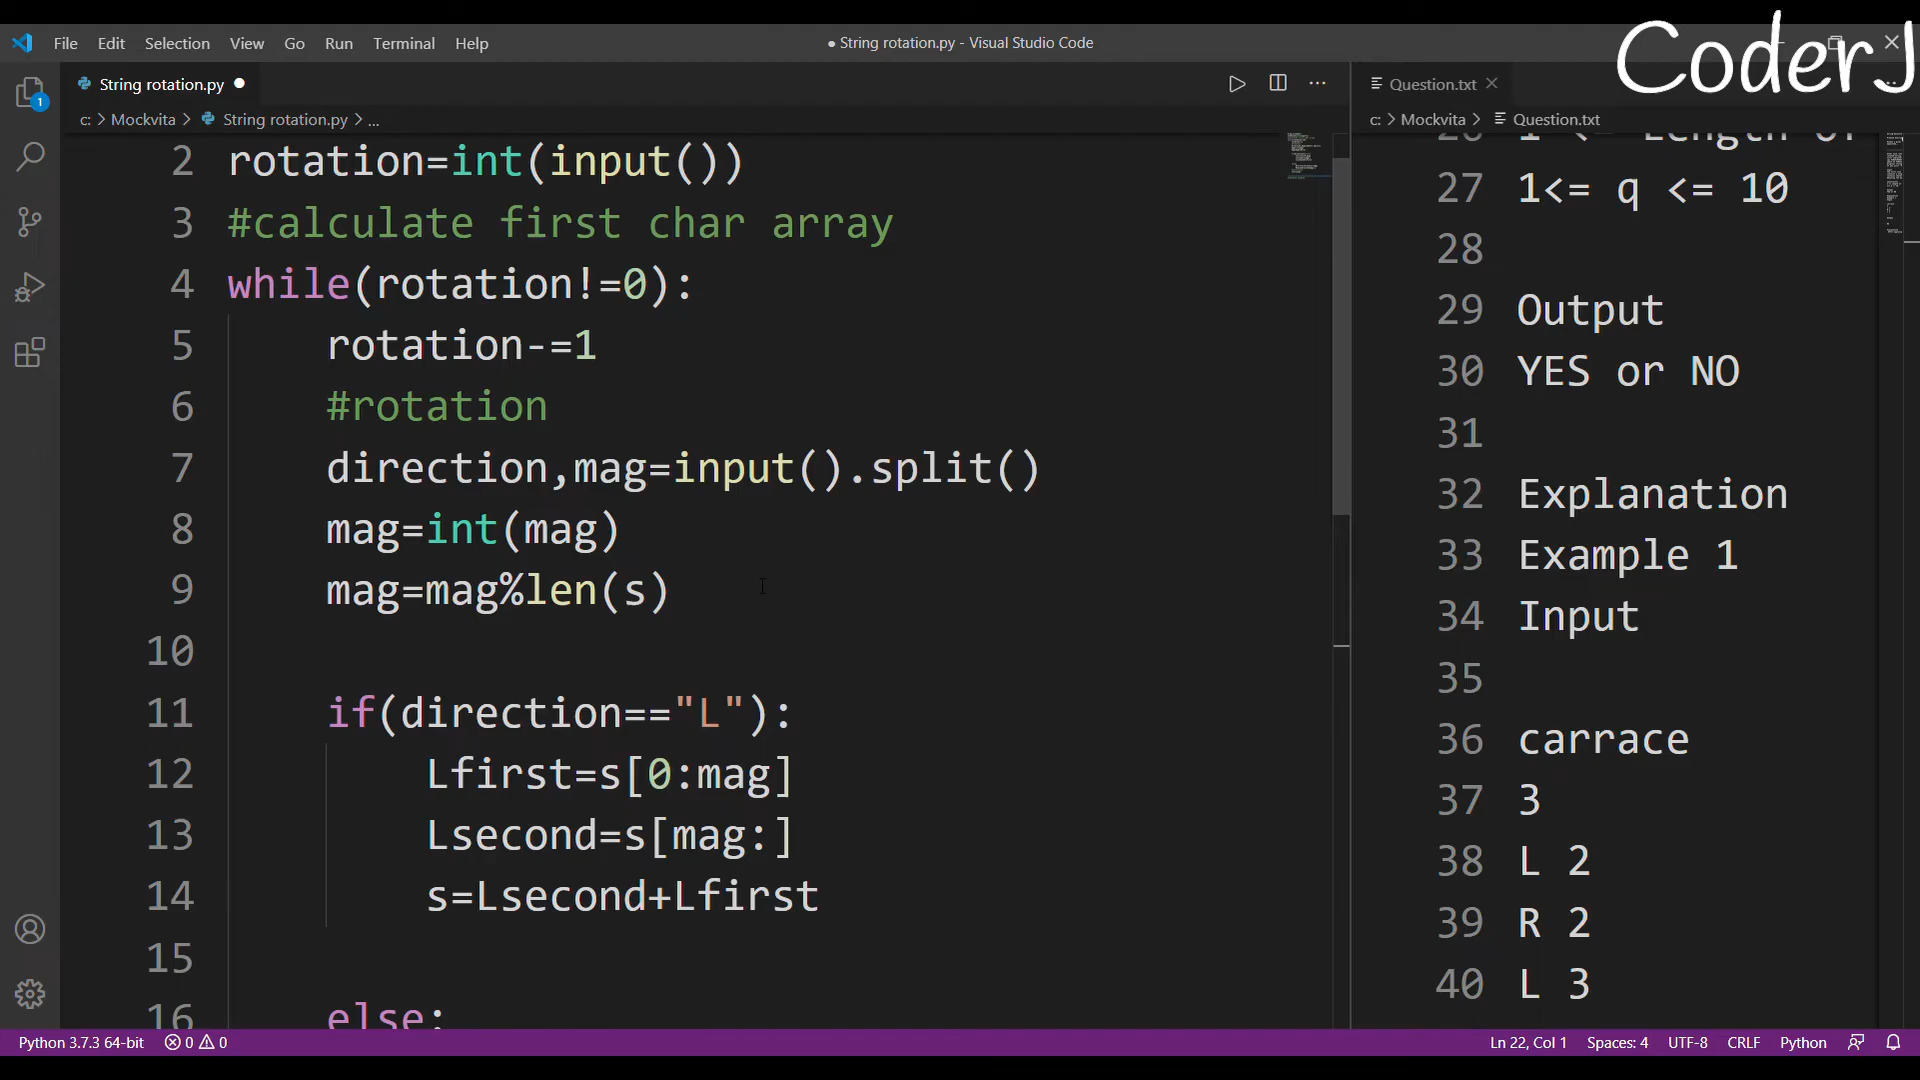 CoderJ
File Edit Selection View Go Run Terminal Help
● String rotation.py - Visual Studio Code
1
String rotation.py ●
c: > Mockvita > String rotation.py > ...
2 rotation=int(input())
3 #calculate first char array
4 while(rotation!=0):
5 rotation-=1
6 #rotation
7 direction,mag=input().split()
8 mag=int(mag)
9 mag=mag%len(s)
10
11 if(direction=="L"):
12 Lfirst=s[0:mag]
13 Lsecond=s[mag:]
14 s=Lsecond+Lfirst
15
16 else:
Question.txt
c: > Mockvita > Question.txt
27 1<= q <= 10
28
29 Output
30 YES or NO
31
32 Explanation
33 Example 1
34 Input
35
36 carrace
37 3
38 L 2
39 R 2
40 L 3
Python 3.7.3 64-bit 0 0
Ln 22, Col 1 Spaces: 4 UTF-8 CRLF Python